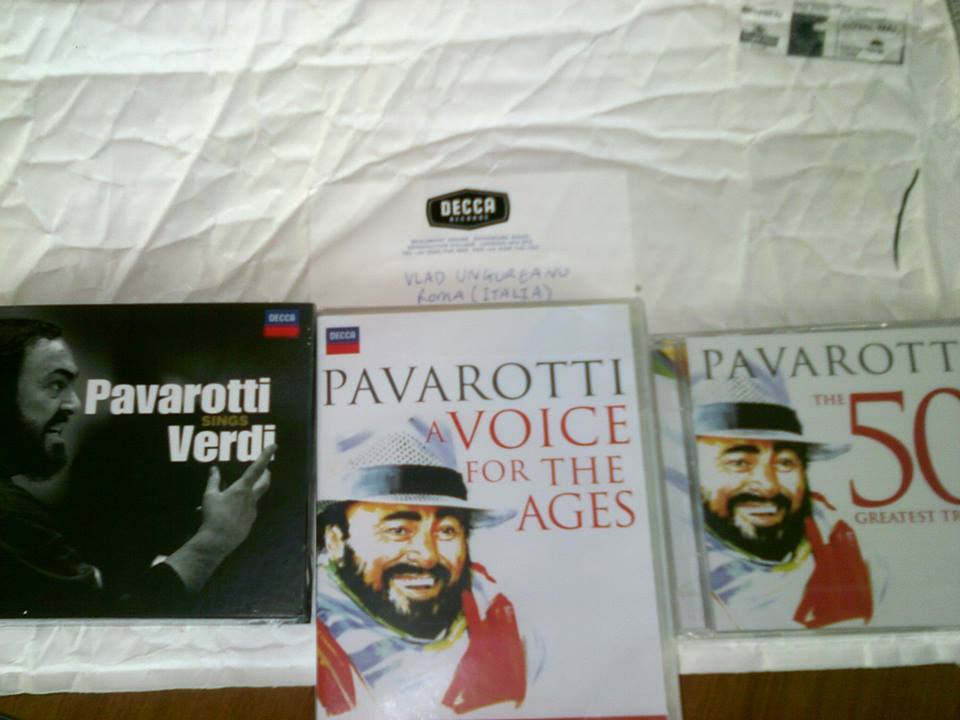 DECCA
RECORDS
VLAD UNGUREANU
ROMA (ITALIA)
DECCA
Pavarotti
SINGS
Verdi
DECCA
PAVAROTTI
A VOICE
FOR THE
AGES
PAVAROTT
THE 50
GREATEST TR